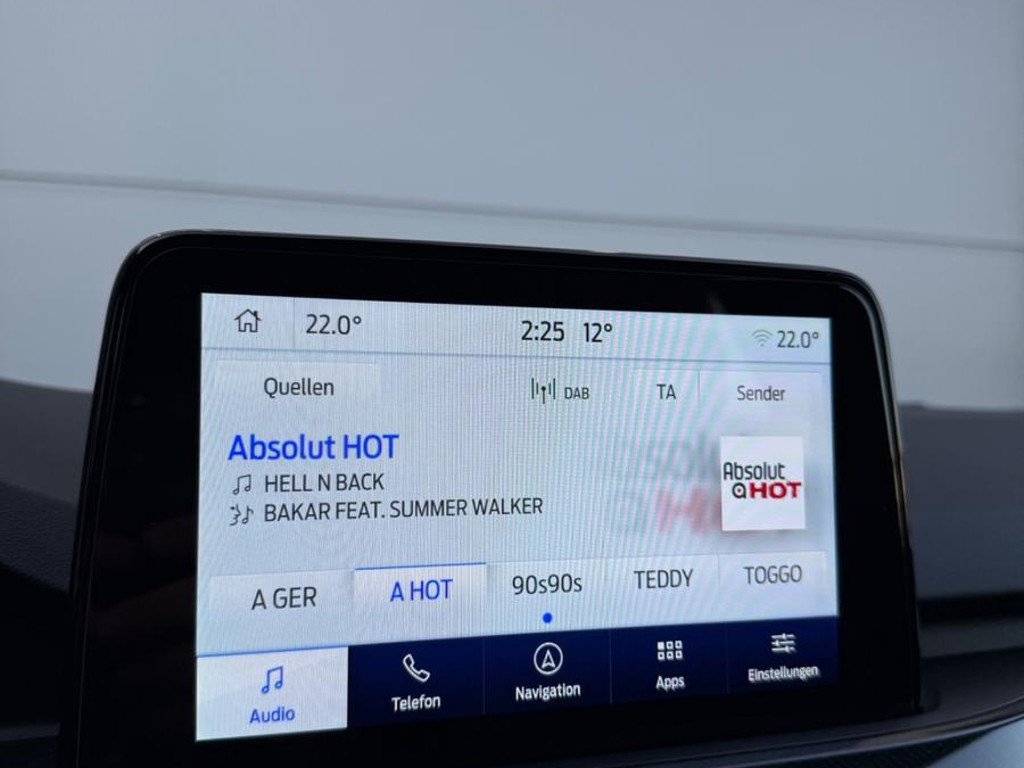 22.0° 2:25 12° 22.0°
Quellen DAB TA Sender
Absolut HOT
HELL N BACK
BAKAR FEAT. SUMMER WALKER
Absolut
HOT
A GER A HOT 90s90s TEDDY TOGGO
Audio Telefon Navigation Apps Einstellungen